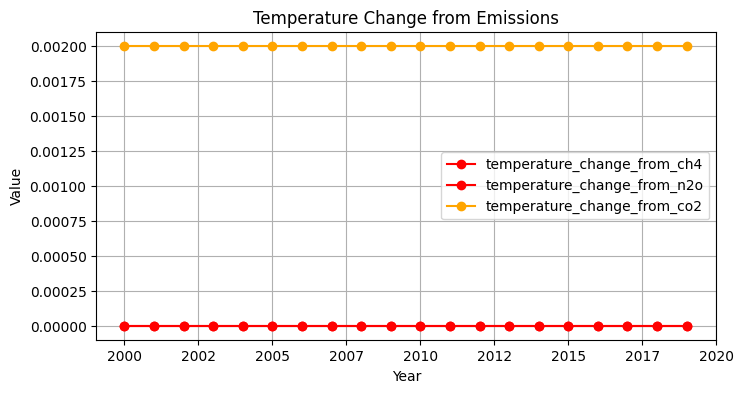 Temperature Change from Emissions
Value
0.00200
0.00175
0.00150
0.00125
0.00100
0.00075
0.00050
0.00025
0.00000
temperature_change_from_ch4
temperature_change_from_n2o
temperature_change_from_co2
2000 2002 2005 2007 2010 2012 2015 2017 2020
Year